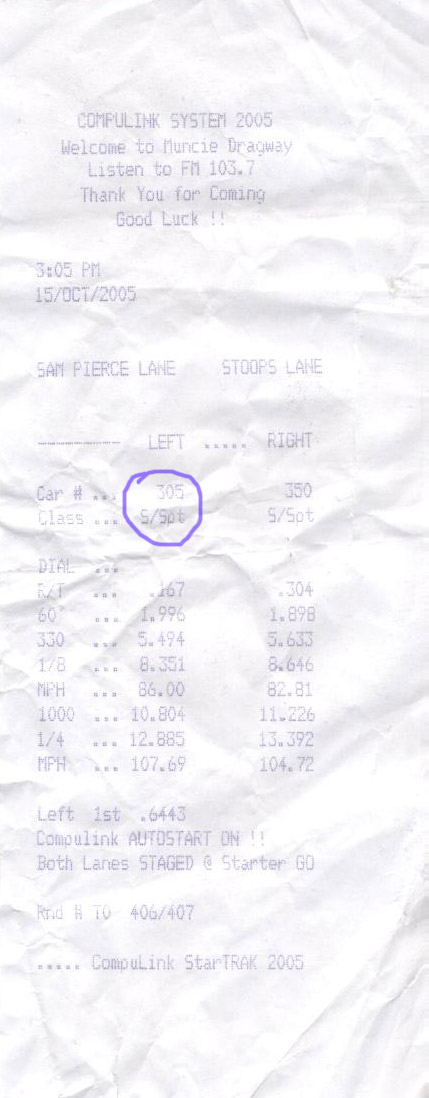 COMPULINK SYSTEM 2005
Welcome to Muncie Dragway
Listen to FM 103.7
Thank You for Coming
Good Luck !!
3:05 PM
15/OCT/2005
SAM PIERCE LANE STOOPS LANE
---------- LEFT ..... RIGHT
Car # ... 305 350
Class ... S/Spt S/Spt
DIAL ...
R/T ... .167 .304
60' ... 1.996 1.898
330 ... 5.494 5.633
1/8 ... 8.351 8.646
MPH ... 86.00 82.81
1000 ... 10.804 11.226
1/4 ... 12.885 13.392
MPH ... 107.69 104.72
Left 1st .6443
Compulink AUTOSTART ON !!
Both Lanes STAGED @ Starter GO
Rnd # TO 406/407
..... CompuLink StarTRAK 2005